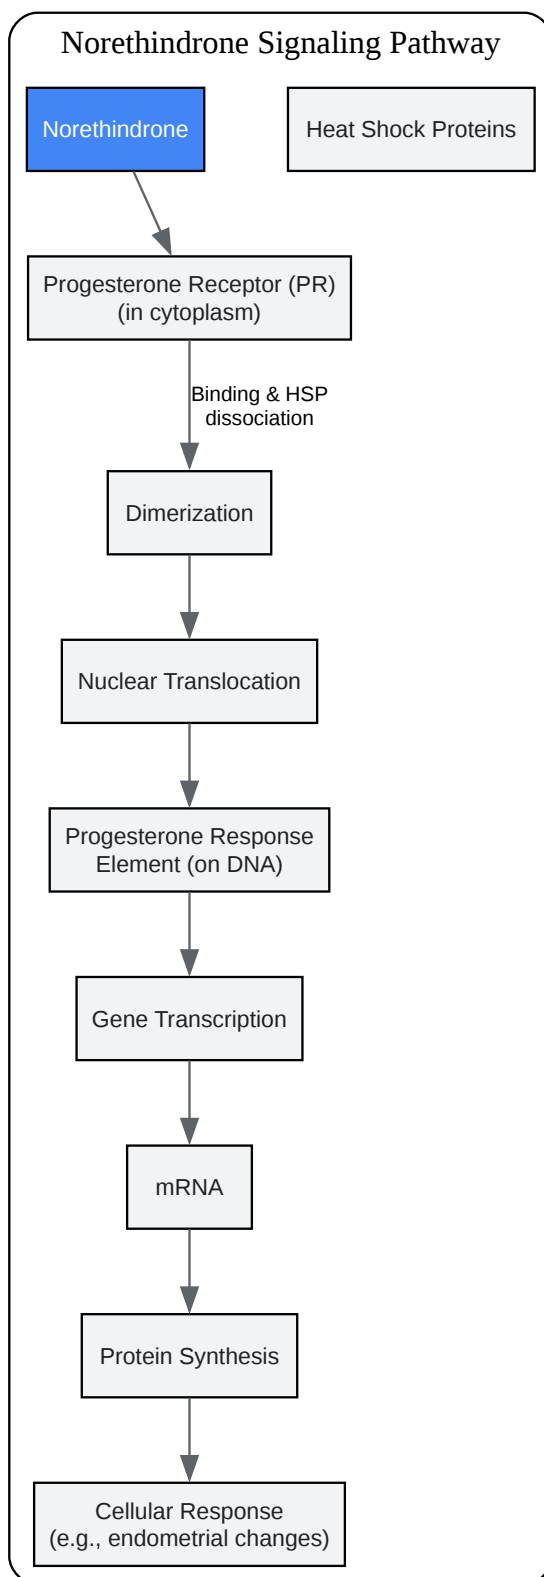 Norethindrone Signaling Pathway
Norethindrone
Heat Shock Proteins
Progesterone Receptor (PR)
(in cytoplasm)
Binding & HSP
dissociation
Dimerization
Nuclear Translocation
Progesterone Response
Element (on DNA)
Gene Transcription
mRNA
Protein Synthesis
Cellular Response
(e.g., endometrial changes)